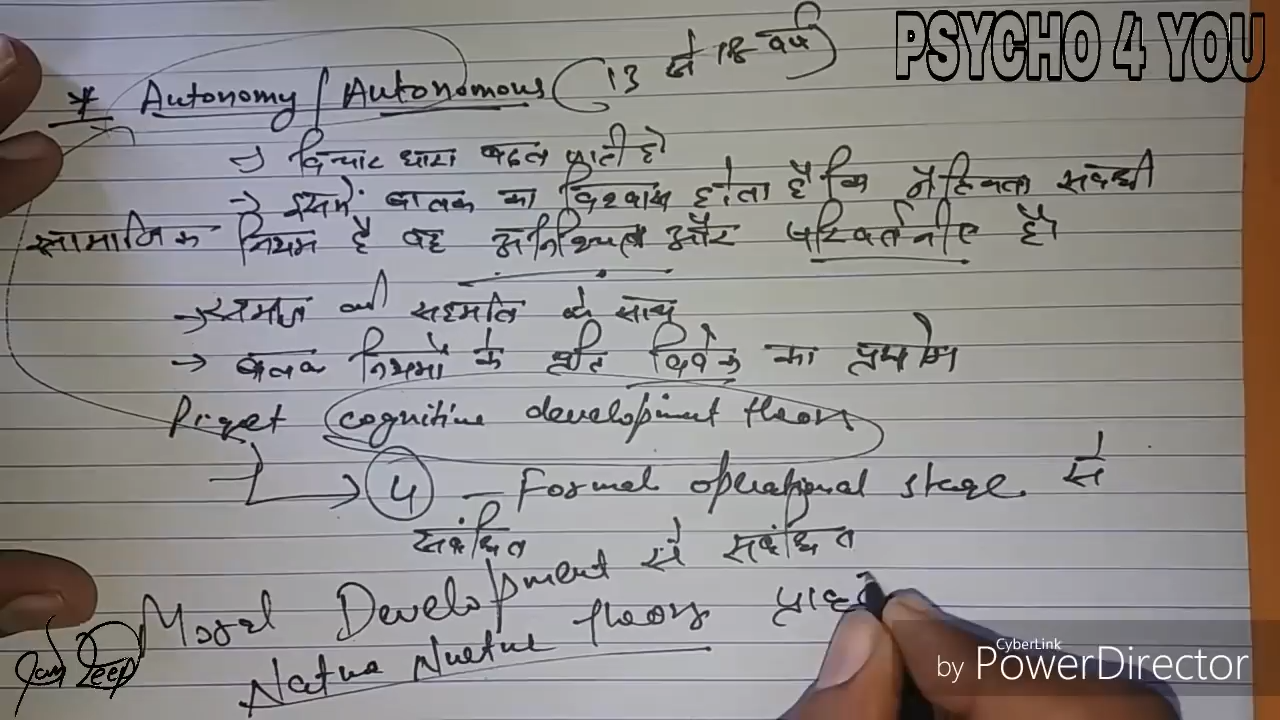 PSYCHO 4 YOU
* Autonomy / Autonomous (13 से 18 वर्ष)
→ विचार धारा बदल जाती है।
→ इसमें बालक का विश्वास होता है कि नैतिकता संबधी
सामाजिक नियम है वह अनिश्चित और परिवर्तनीए है।
→ समाज की सहमति के साथ
→ बालक नियमों के प्रति विवेक का प्रयोग
Piaget cognitive development theory
→ 4 - Formal operational stage से
संबंधित
Moral Development से संबंधित
Nature Nurture theory
CyberLink
by PowerDirector